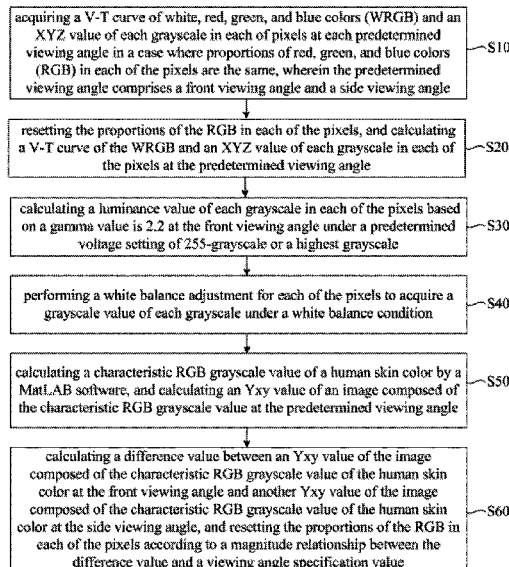 acquiring a V-T curve of white, red, green, and blue colors (WRGB) and an
XYZ value of each grayscale in each of pixels at each predetermined
viewing angle in a case where proportions of red, green, and blue colors
(RGB) in each of the pixels are the same, wherein the predetermined
viewing angle comprises a front viewing angle and a side viewing angle
S10
resetting the proportions of the RGB in each of the pixels, and calculating
a V-T curve of the WRGB and an XYZ value of each grayscale in each of
the pixels at the predetermined viewing angle
S20
calculating a luminance value of each grayscale in each of the pixels based
on a gamma value is 2.2 at the front viewing angle under a predetermined
voltage setting of 255-grayscale or a highest grayscale
S30
performing a white balance adjustment for each of the pixels to acquire a
grayscale value of each grayscale under a white balance condition
S40
calculating a characteristic RGB grayscale value of a human skin color by a
MatLAB software, and calculating an Yxy value of an image composed of
the characteristic RGB grayscale value at the predetermined viewing angle
S50
calculating a difference value between an Yxy value of the image
composed of the characteristic RGB grayscale value of the human skin
color at the front viewing angle and another Yxy value of the image
composed of the characteristic RGB grayscale value of the human skin
color at the side viewing angle, and resetting the proportions of the RGB in
each of the pixels according to a magnitude relationship between the
difference value and a viewing angle specification value
S60